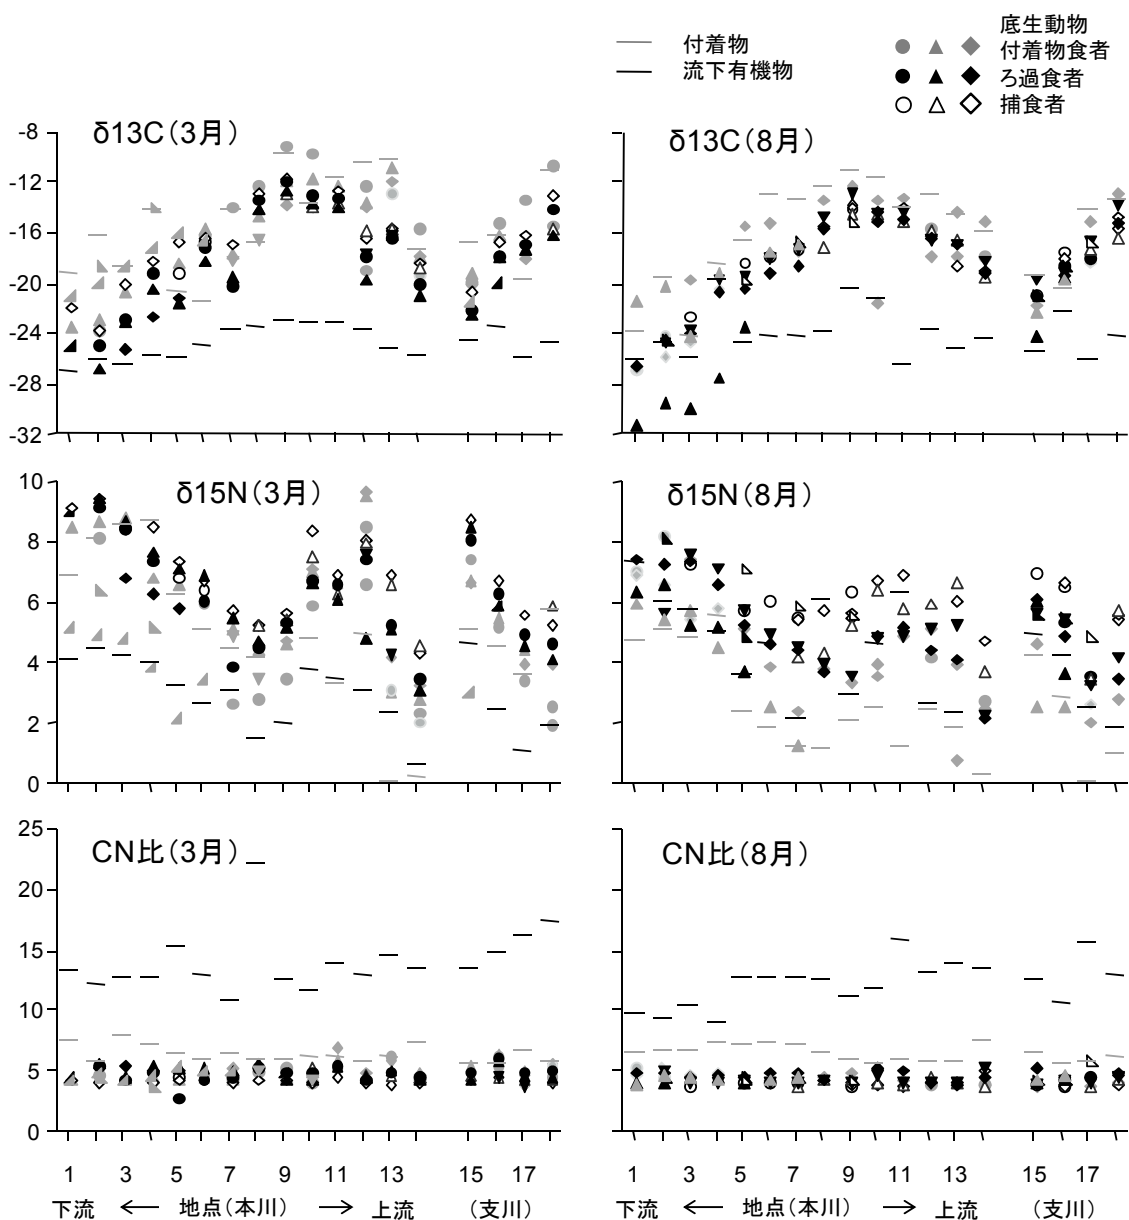 底生動物
付着物
付着物食者
流下有機物
ろ過食者
捕食者
δ13C(3月)
δ13C(8月)
-8
-12
-16
-20
-24
-28
-32
δ15N(3月)
δ15N(8月)
10
8
6
4
2
0
CN比(3月)
CN比(8月)
25
20
15
10
5
0
1 3 5 7 9 11 13 15 17
1 3 5 7 9 11 13 15 17
下流 ← 地点(本川) → 上流 (支川)
下流 ← 地点(本川) → 上流 (支川)